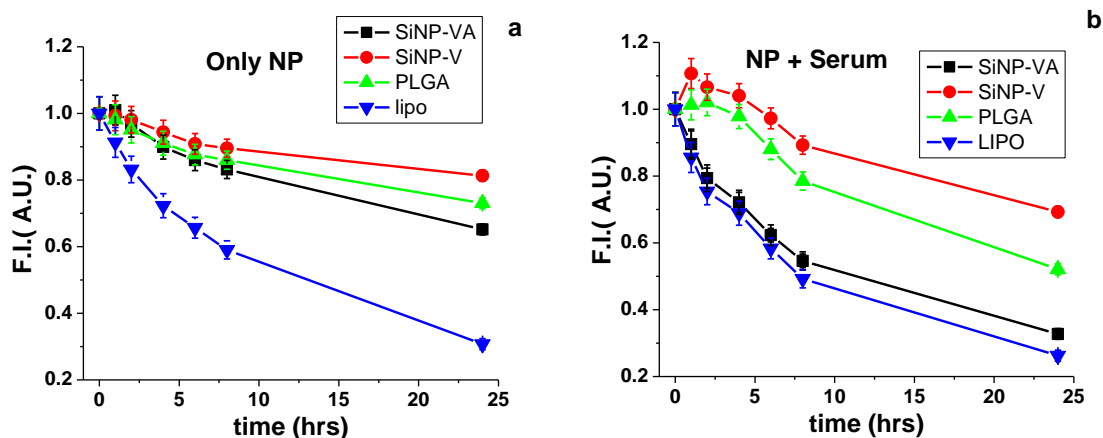 a
Only NP
SiNP-VA
SiNP-V
PLGA
lipo
F.I.( A.U.)
1.2
1.0
0.8
0.6
0.4
0.2
0 5 10 15 20 25
time (hrs)
b
NP + Serum
SiNP-VA
SiNP-V
PLGA
LIPO
F.I.( A.U.)
1.2
1.0
0.8
0.6
0.4
0.2
0 5 10 15 20 25
time (hrs)